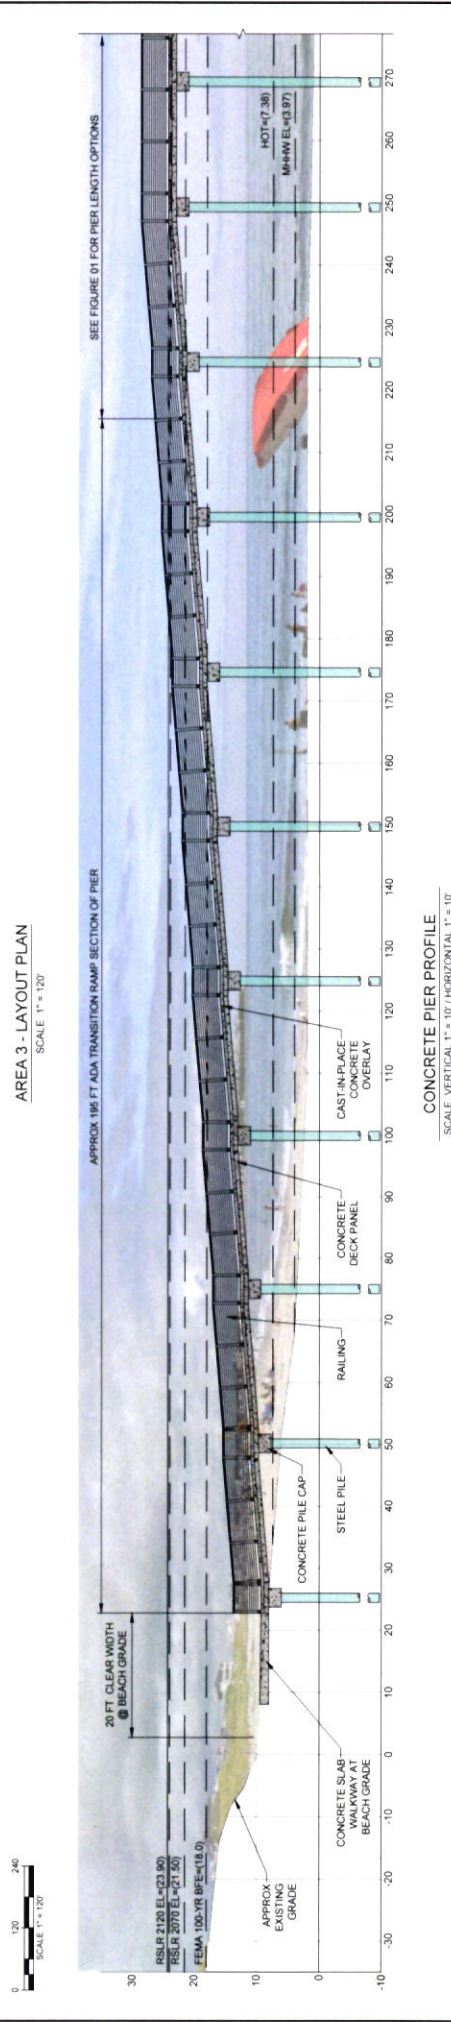 AREA 3 - LAYOUT PLAN
SCALE 1" = 120'
0 120 240
SCALE 1" = 120'
APPROX 195 FT ADA TRANSITION RAMP SECTION OF PIER
SEE FIGURE 01 FOR PIER LENGTH OPTIONS
20 FT CLEAR WIDTH
@ BEACH GRADE
RSLR 2120 EL=(23.90)
RSLR 2070 EL=(21.50)
FEMA 100-YR BFE=(18.0)
HOT=(7.38)
MHHW EL=(3.97)
30
20
10
0
-10
APPROX
EXISTING
GRADE
CONCRETE SLAB
WALKWAY AT
BEACH GRADE
CONCRETE PILE CAP
STEEL PILE
RAILING
CONCRETE
DECK PANEL
CAST-IN-PLACE
CONCRETE
OVERLAY
-30 -20 -10 0 10 20 30 40 50 60 70 80 90 100 110 120 130 140 150 160 170 180 190 200 210 220 230 240 250 260 270
CONCRETE PIER PROFILE
SCALE VERTICAL 1" = 10' / HORIZONTAL 1" = 10'